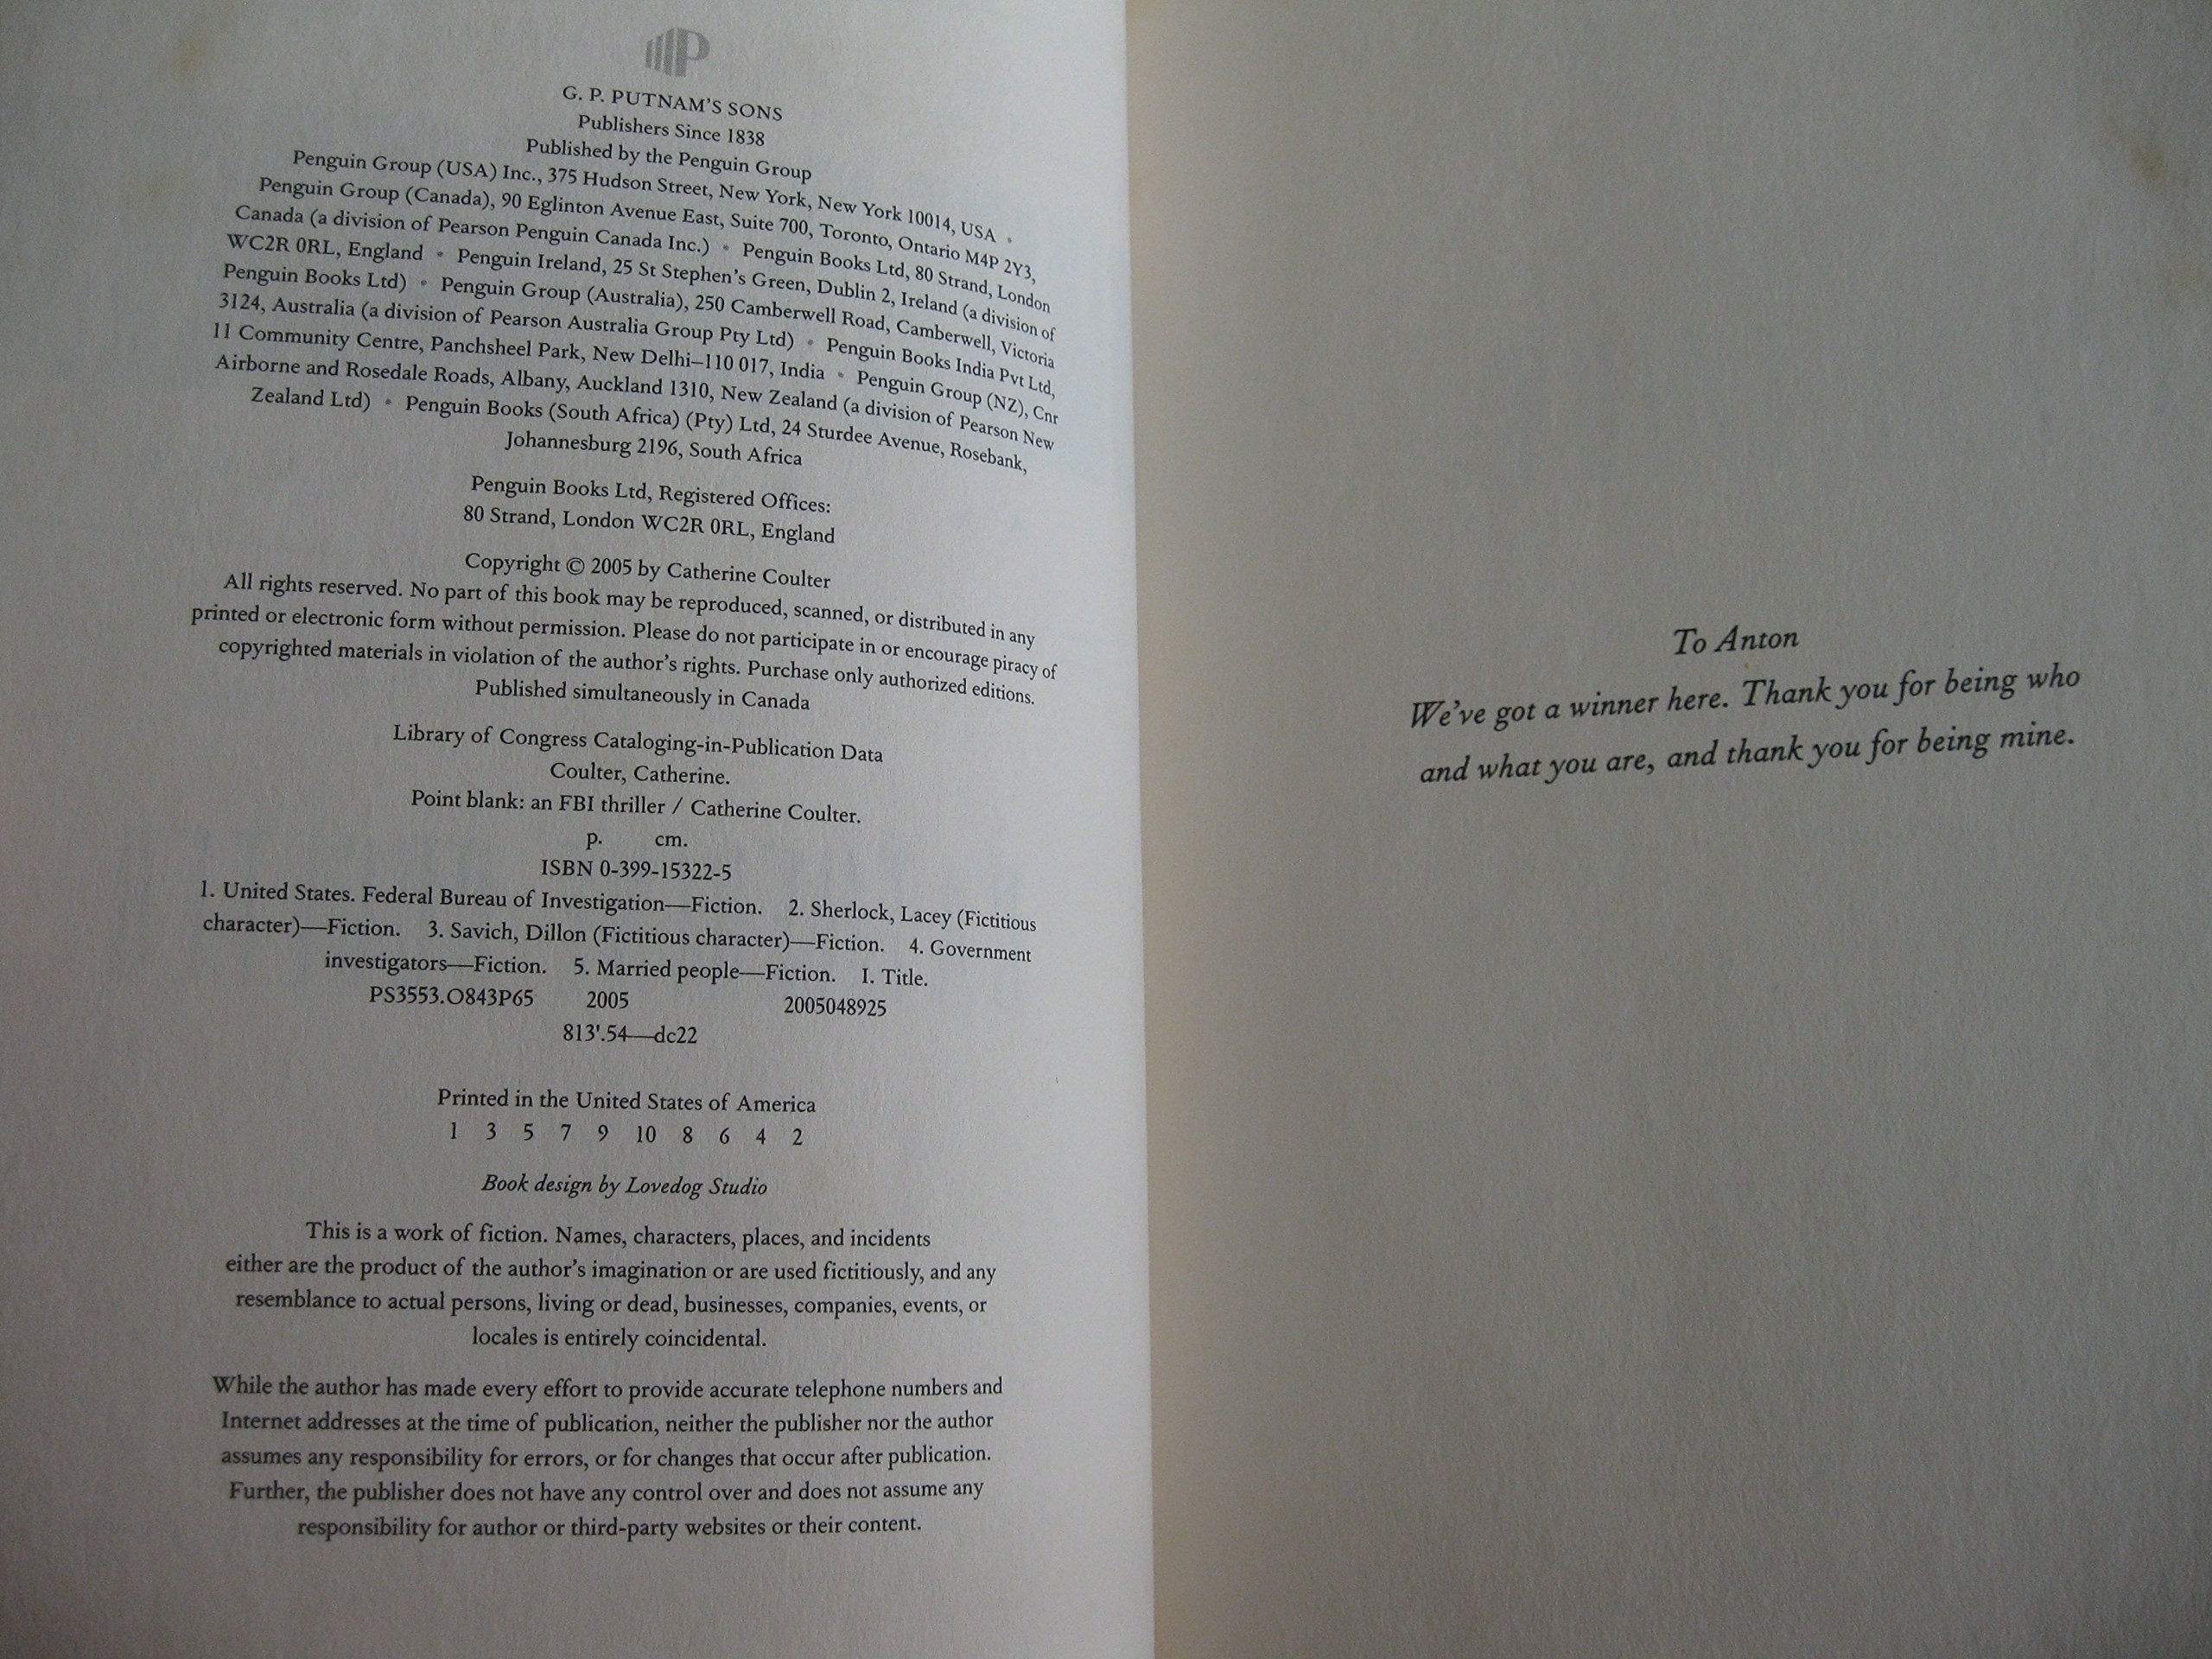 G. P. PUTNAM'S SONS
Publishers Since 1838
Published by the Penguin Group
Penguin Group (USA) Inc., 375 Hudson Street, New York, New York 10014, USA •
Penguin Group (Canada), 90 Eglinton Avenue East, Suite 700, Toronto, Ontario M4P 2Y3,
Canada (a division of Pearson Penguin Canada Inc.) • Penguin Books Ltd, 80 Strand, London
WC2R 0RL, England • Penguin Ireland, 25 St Stephen's Green, Dublin 2, Ireland (a division of
Penguin Books Ltd) • Penguin Group (Australia), 250 Camberwell Road, Camberwell, Victoria
3124, Australia (a division of Pearson Australia Group Pty Ltd) • Penguin Books India Pvt Ltd,
11 Community Centre, Panchsheel Park, New Delhi–110 017, India • Penguin Group (NZ), Cnr
Airborne and Rosedale Roads, Albany, Auckland 1310, New Zealand (a division of Pearson New
Zealand Ltd) • Penguin Books (South Africa) (Pty) Ltd, 24 Sturdee Avenue, Rosebank,
Johannesburg 2196, South Africa
Penguin Books Ltd, Registered Offices:
80 Strand, London WC2R 0RL, England
Copyright © 2005 by Catherine Coulter
All rights reserved. No part of this book may be reproduced, scanned, or distributed in any
printed or electronic form without permission. Please do not participate in or encourage piracy of
copyrighted materials in violation of the author's rights. Purchase only authorized editions.
Published simultaneously in Canada
Library of Congress Cataloging-in-Publication Data
Coulter, Catherine.
Point blank: an FBI thriller / Catherine Coulter.
p. cm.
ISBN 0-399-15322-5
1. United States. Federal Bureau of Investigation—Fiction. 2. Sherlock, Lacey (Fictitious
character)—Fiction. 3. Savich, Dillon (Fictitious character)—Fiction. 4. Government
investigators—Fiction. 5. Married people—Fiction. I. Title.
PS3553.O843P65 2005 2005048925
813'.54—dc22
Printed in the United States of America
1 3 5 7 9 10 8 6 4 2
Book design by Lovedog Studio
This is a work of fiction. Names, characters, places, and incidents
either are the product of the author's imagination or are used fictitiously, and any
resemblance to actual persons, living or dead, businesses, companies, events, or
locales is entirely coincidental.
While the author has made every effort to provide accurate telephone numbers and
Internet addresses at the time of publication, neither the publisher nor the author
assumes any responsibility for errors, or for changes that occur after publication.
Further, the publisher does not have any control over and does not assume any
responsibility for author or third-party websites or their content.
To Anton
We've got a winner here. Thank you for being who
and what you are, and thank you for being mine.